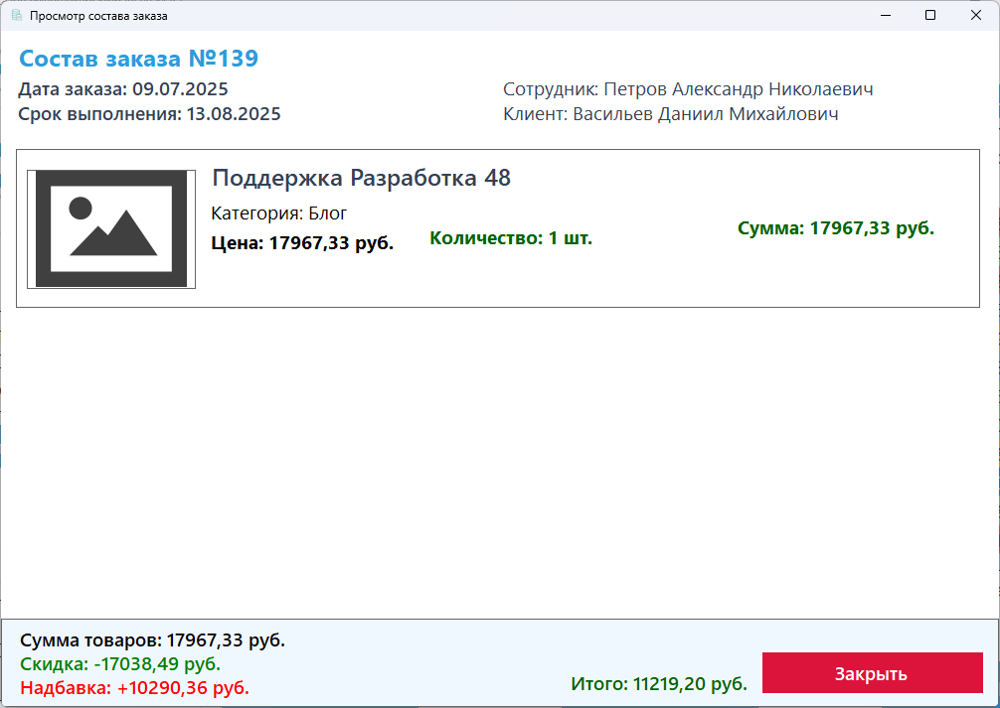 Просмотр состава заказа
Состав заказа №139
Дата заказа: 09.07.2025
Сотрудник: Петров Александр Николаевич
Срок выполнения: 13.08.2025
Клиент: Васильев Даниил Михайлович
Поддержка Разработка 48
Категория: Блог
Цена: 17967,33 руб.
Количество: 1 шт.
Сумма: 17967,33 руб.
Сумма товаров: 17967,33 руб.
Скидка: -17038,49 руб.
Надбавка: +10290,36 руб.
Итого: 11219,20 руб.
Закрыть